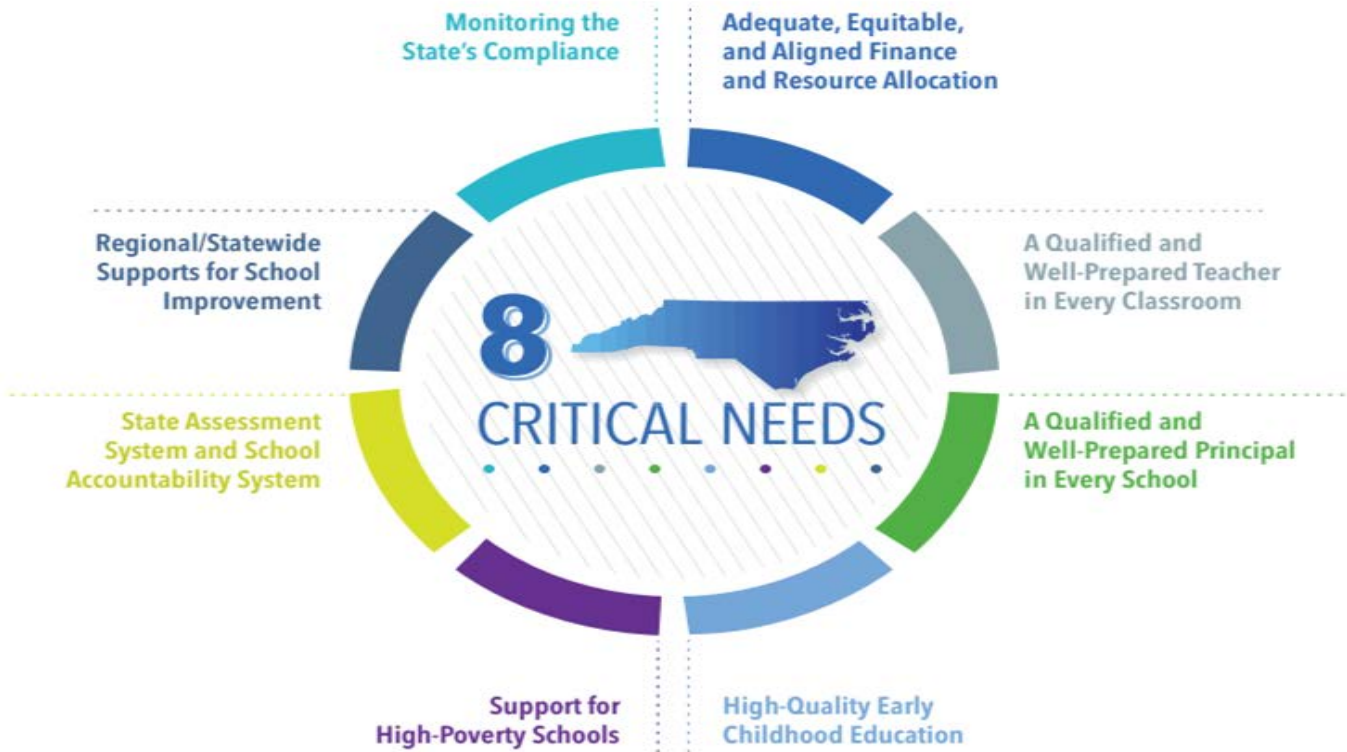 Monitoring the
State's Compliance
Adequate, Equitable,
and Aligned Finance
and Resource Allocation
Regional/Statewide
Supports for School
Improvement
A Qualified and
Well-Prepared Teacher
in Every Classroom
8
CRITICAL NEEDS
State Assessment
System and School
Accountability System
A Qualified and
Well-Prepared Principal
in Every School
Support for
High-Poverty Schools
High-Quality Early
Childhood Education